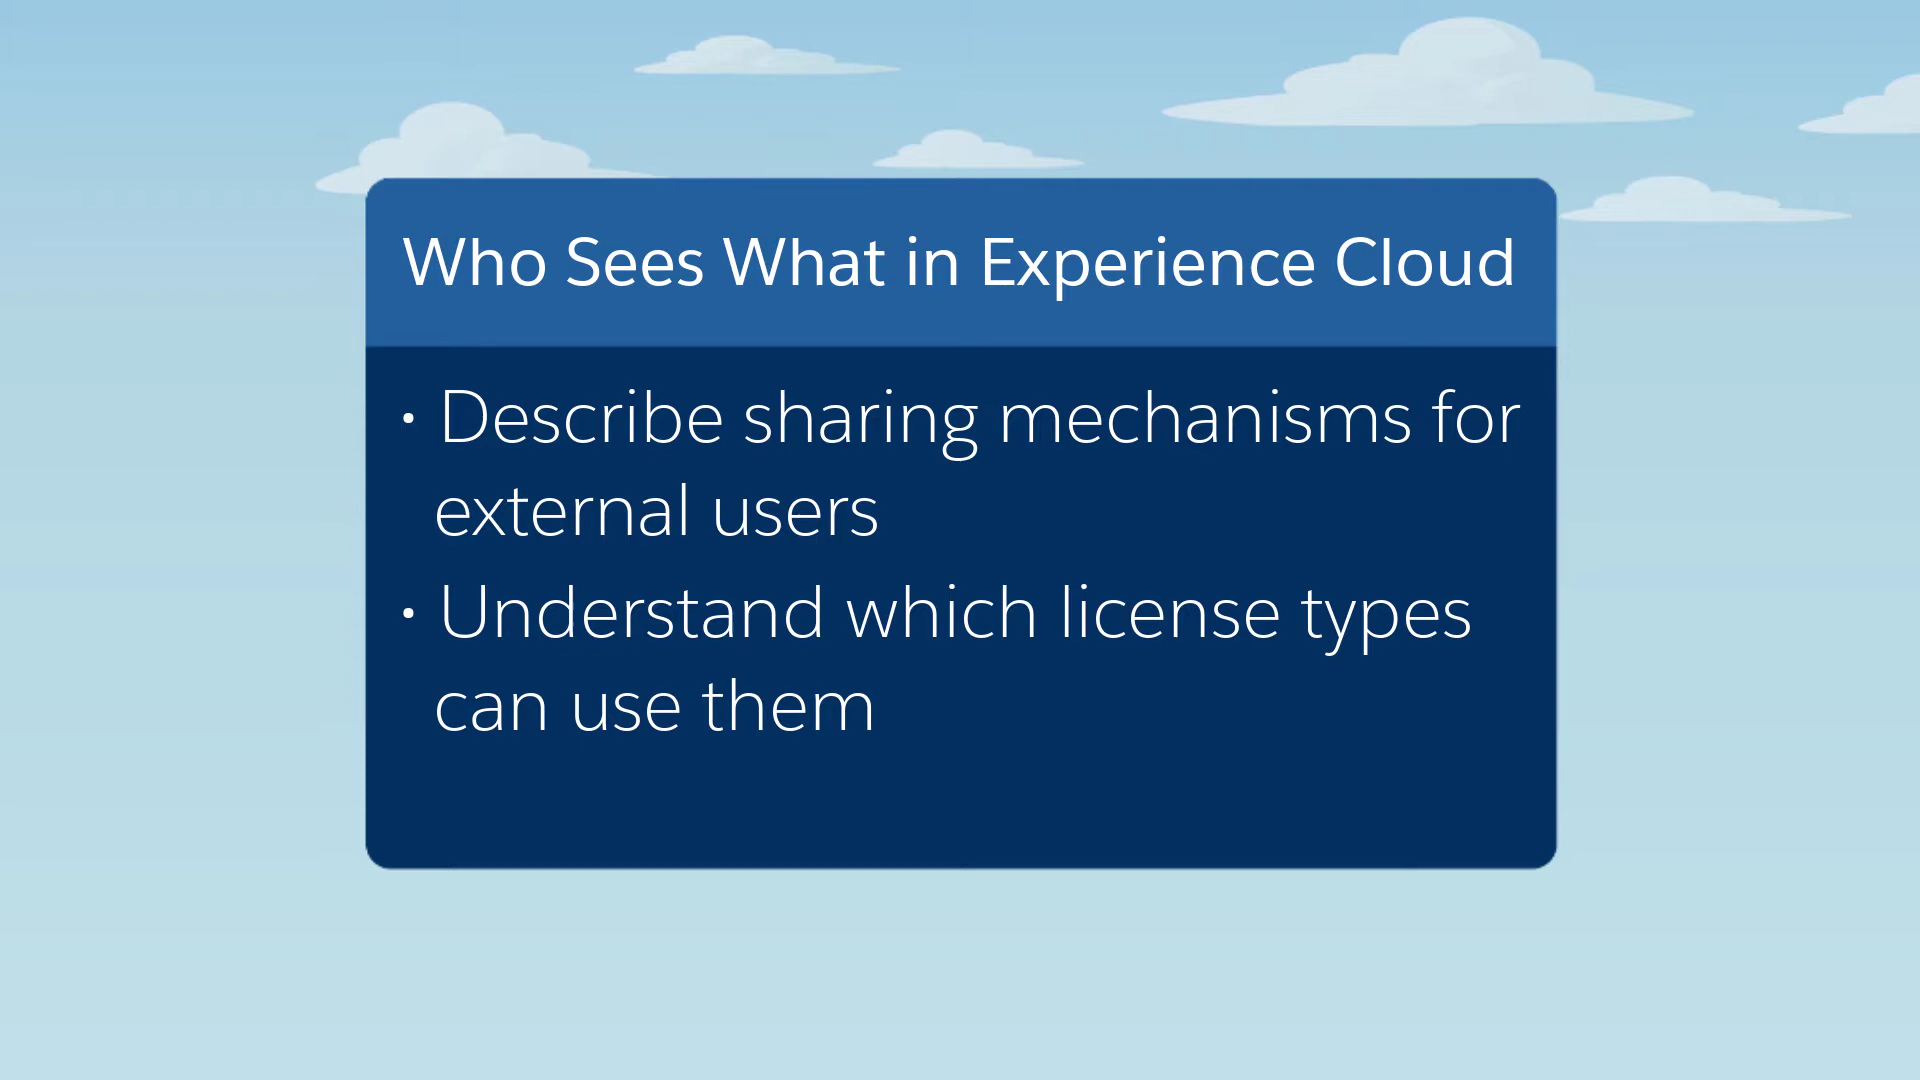 Who Sees What in Experience Cloud
• Describe sharing mechanisms for
external users
• Understand which license types
can use them